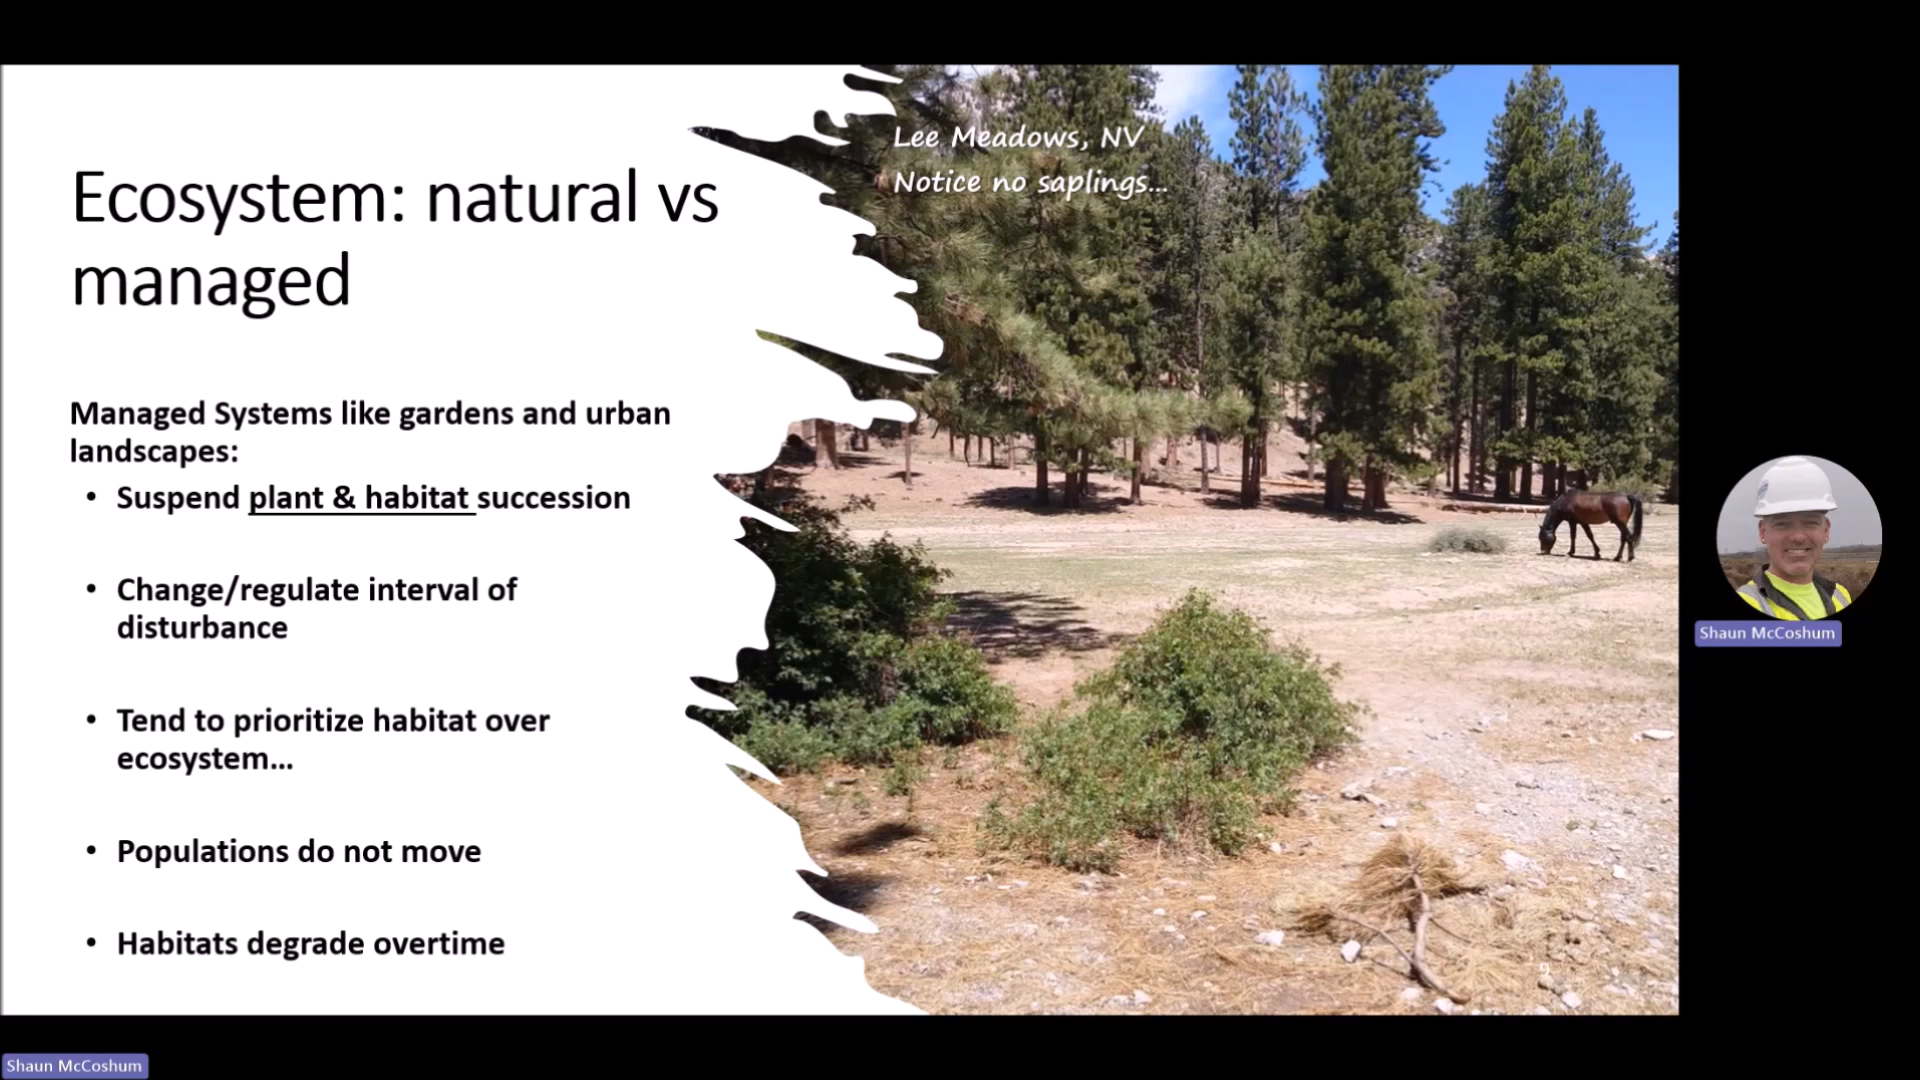 Lee Meadows, NV
Notice no saplings...
Ecosystem: natural vs
managed
Managed Systems like gardens and urban
landscapes:
• Suspend plant & habitat succession
• Change/regulate interval of
disturbance
• Tend to prioritize habitat over
ecosystem...
• Populations do not move
• Habitats degrade overtime
9
Shaun McCoshum
Shaun McCoshum